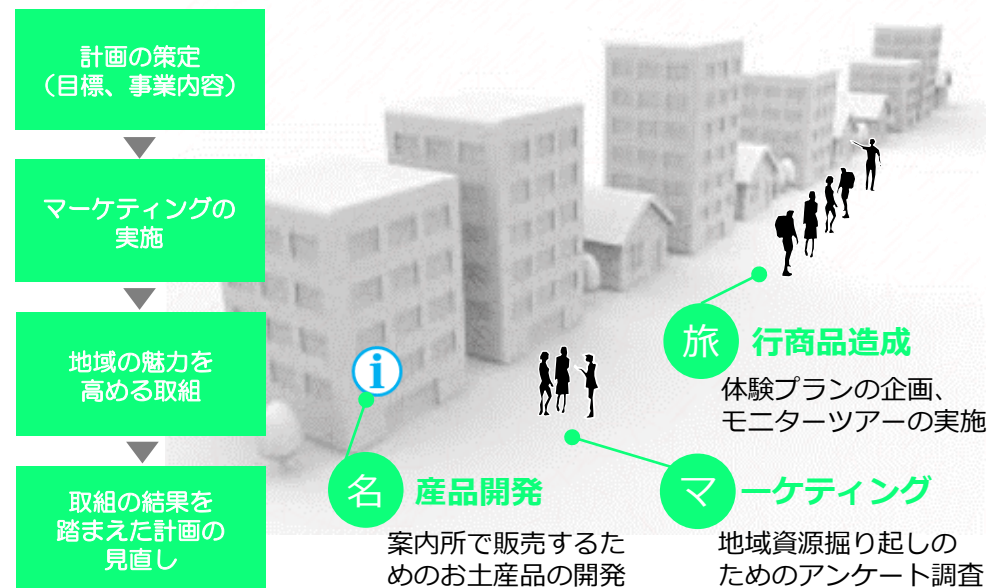 計画の策定
（目標、事業内容）
マーケティングの
実施
地域の魅力を
高める取組
取組の結果を
踏まえた計画の
見直し
i
旅 行商品造成
体験プランの企画、
モニターツアーの実施
名 産品開発
案内所で販売するた
めのお土産品の開発
マ ーケティング
地域資源掘り起しの
ためのアンケート調査